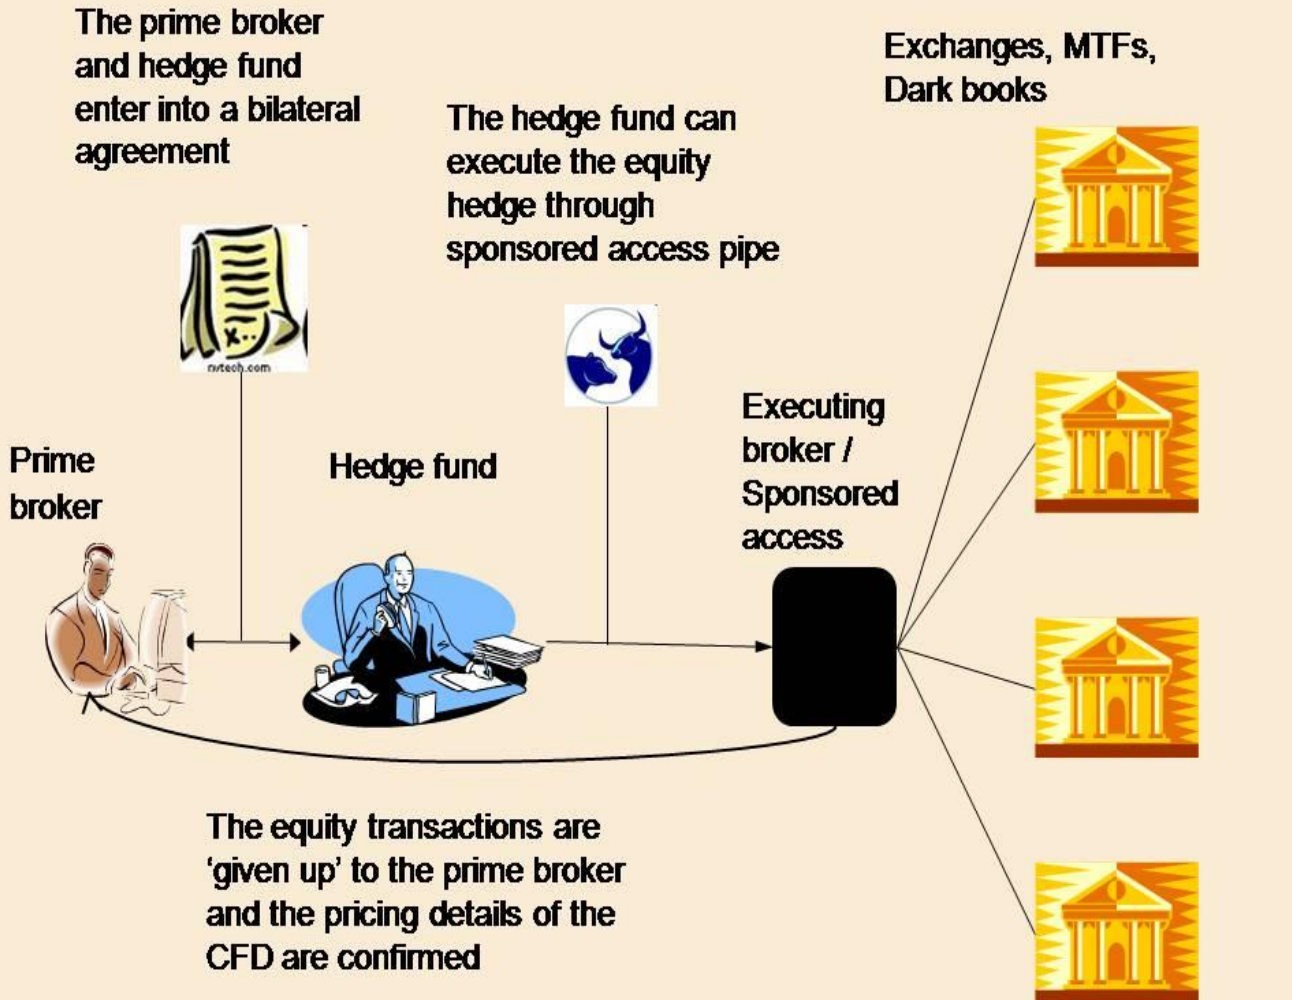 The prime broker
and hedge fund
enter into a bilateral
agreement
The hedge fund can
execute the equity
hedge through
sponsored access pipe
Exchanges, MTFs,
Dark books
x..
Prime
broker
Hedge fund
Executing
broker /
Sponsored
access
The equity transactions are
‘given up’ to the prime broker
and the pricing details of the
CFD are confirmed